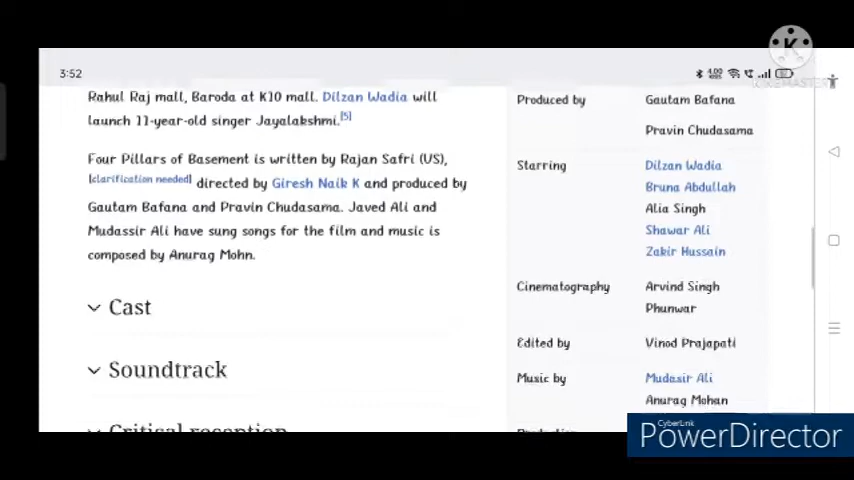 3:52
Rahul Raj mall, Baroda at K10 mall. Dilzan Wadia will
launch 11-year-old singer Jayalakshmi.[5]
Four Pillars of Basement is written by Rajan Safri (US),
[clarification needed] directed by Giresh Naik K and produced by
Gautam Bafana and Pravin Chudasama. Javed Ali and
Mudassir Ali have sung songs for the film and music is
composed by Anurag Mohn.
Cast
Soundtrack
Critical reception
Produced by Gautam Bafana
Pravin Chudasama
Starring Dilzan Wadia
Bruna Abdullah
Alia Singh
Shawar Ali
Zakir Hussain
Cinematography Arvind Singh
Phunwar
Edited by Vinod Prajapati
Music by Mudasir Ali
Anurag Mohan
Production
K
KINEMASTER
CyberLink
PowerDirector